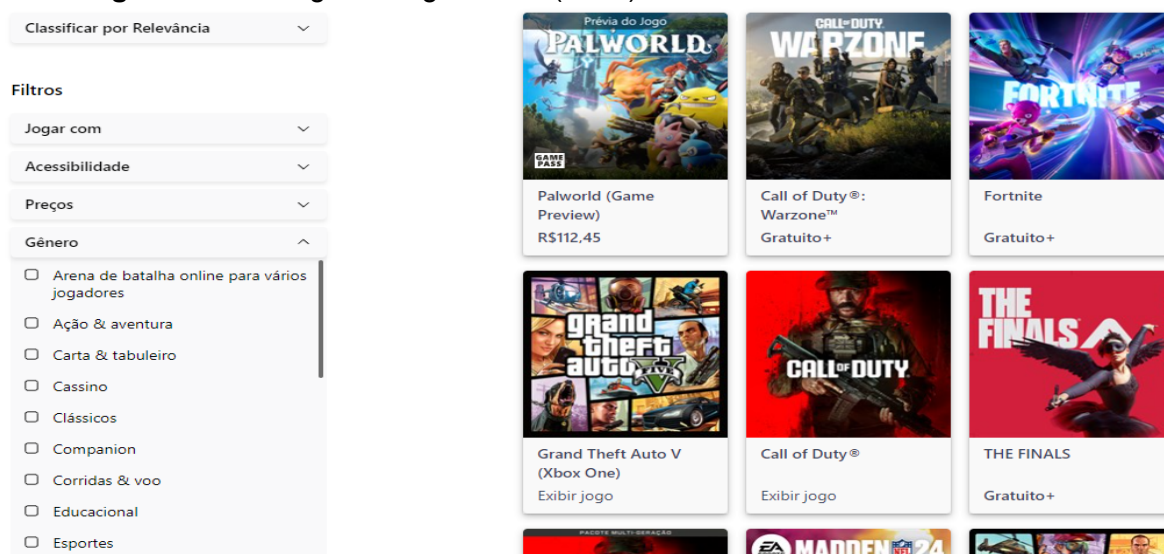 Classificar por Relevância
Filtros
Jogar com
Acessibilidade
Preços
Gênero
Arena de batalha online para vários
jogadores
Ação & aventura
Carta & tabuleiro
Cassino
Clássicos
Companion
Corridas & voo
Educacional
Esportes
Prévia do Jogo
PALWORLD
GAME
PASS
Palworld (Game
Preview)
R$112,45
CALL OF DUTY
WARZONE
Call of Duty®:
Warzone™
Gratuito+
FORTNITE
Fortnite
Gratuito+
grand
theft
auto
FIVE
Grand Theft Auto V
(Xbox One)
Exibir jogo
CALL OF DUTY
Call of Duty®
Exibir jogo
THE
FINALS
THE FINALS
Gratuito+
PACOTE MULTI-GERAÇÃO
EA
MADDEN NFL 24